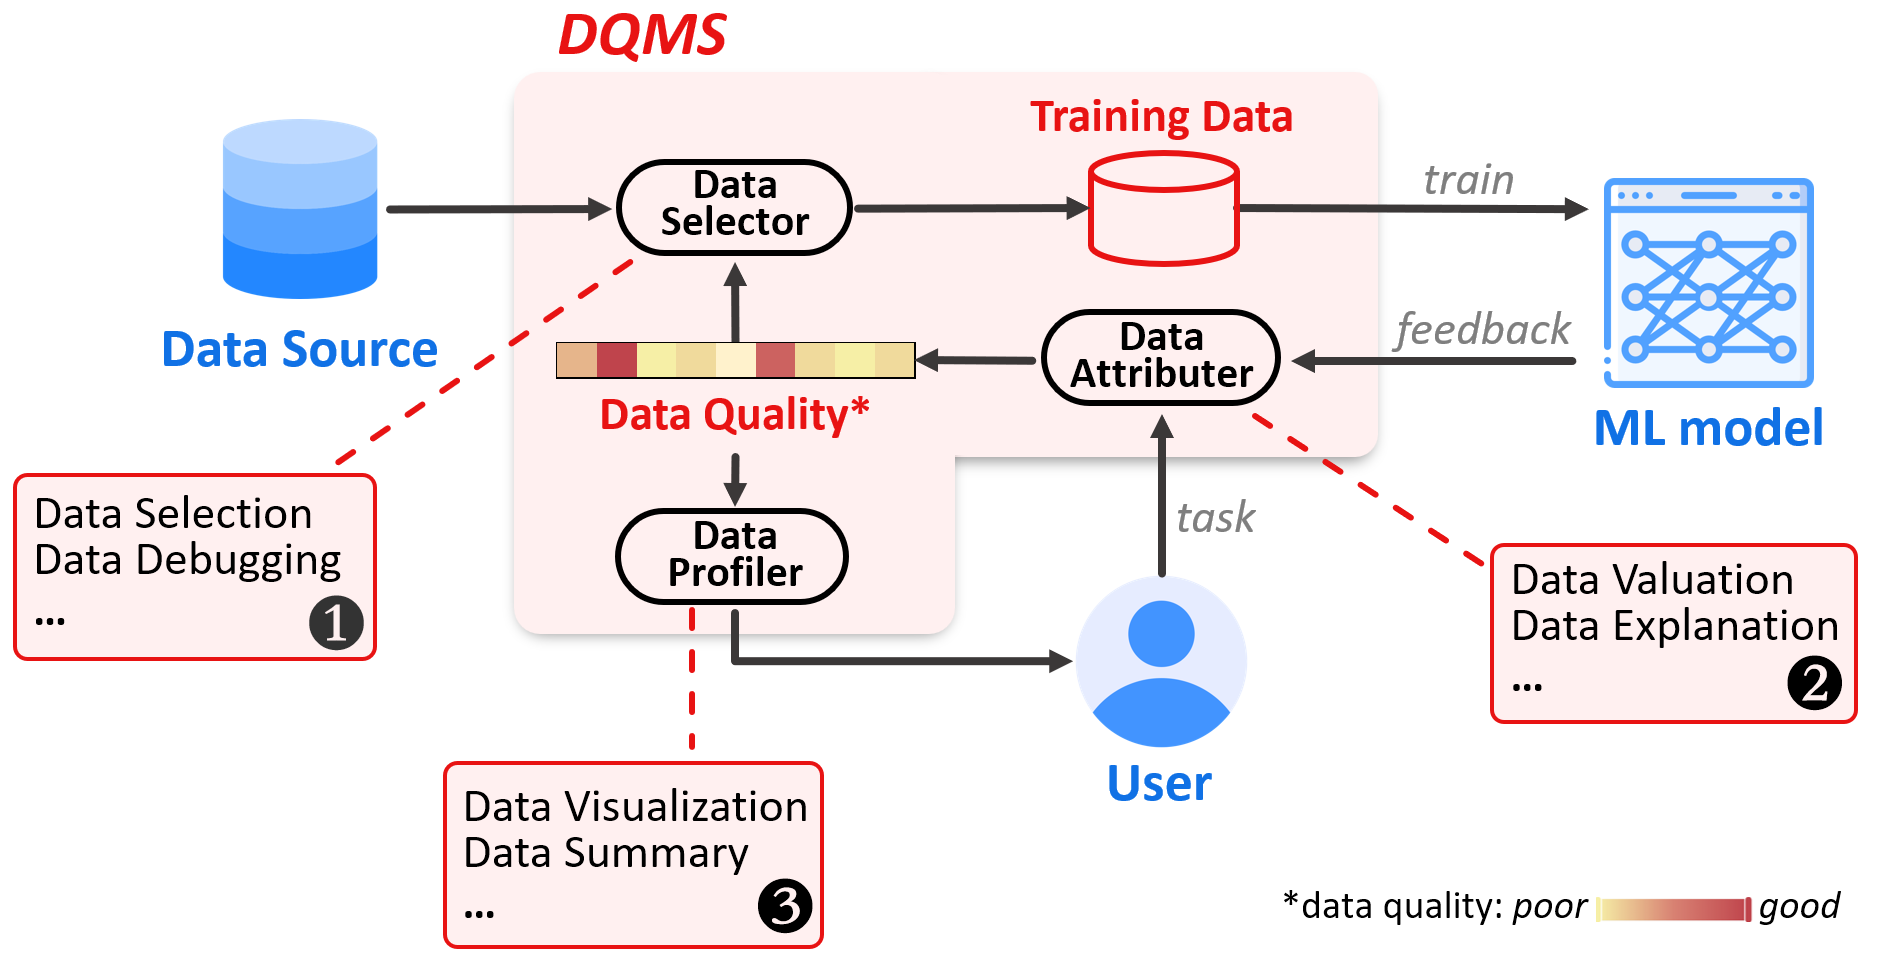 DQMS
Training Data
Data
Selector
train
Data Source
Data
Attributer
feedback
Data Quality*
ML model
Data
Profiler
task
Data Selection
Data Debugging
...
1
Data Valuation
Data Explanation
...
2
User
Data Visualization
Data Summary
...
3
*data quality: poor good